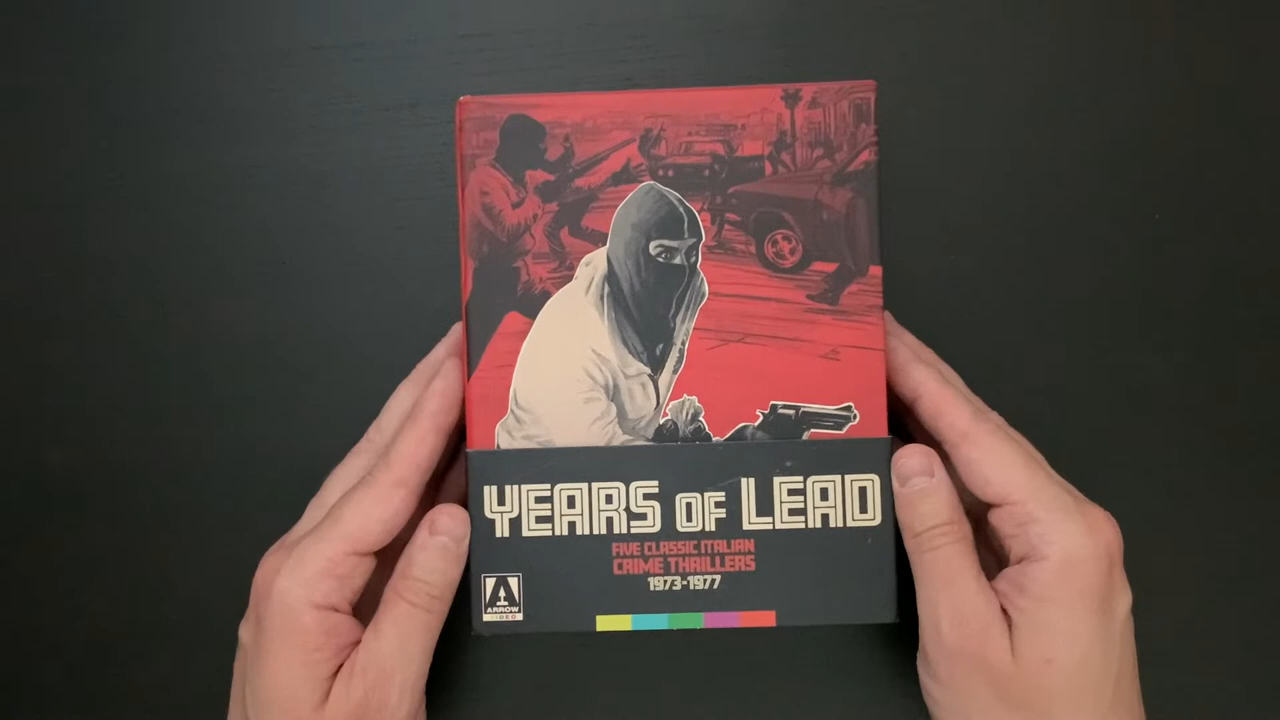 YEARS OF LEAD
FIVE CLASSIC ITALIAN
CRIME THRILLERS
1973-1977
ARROW
VIDEO